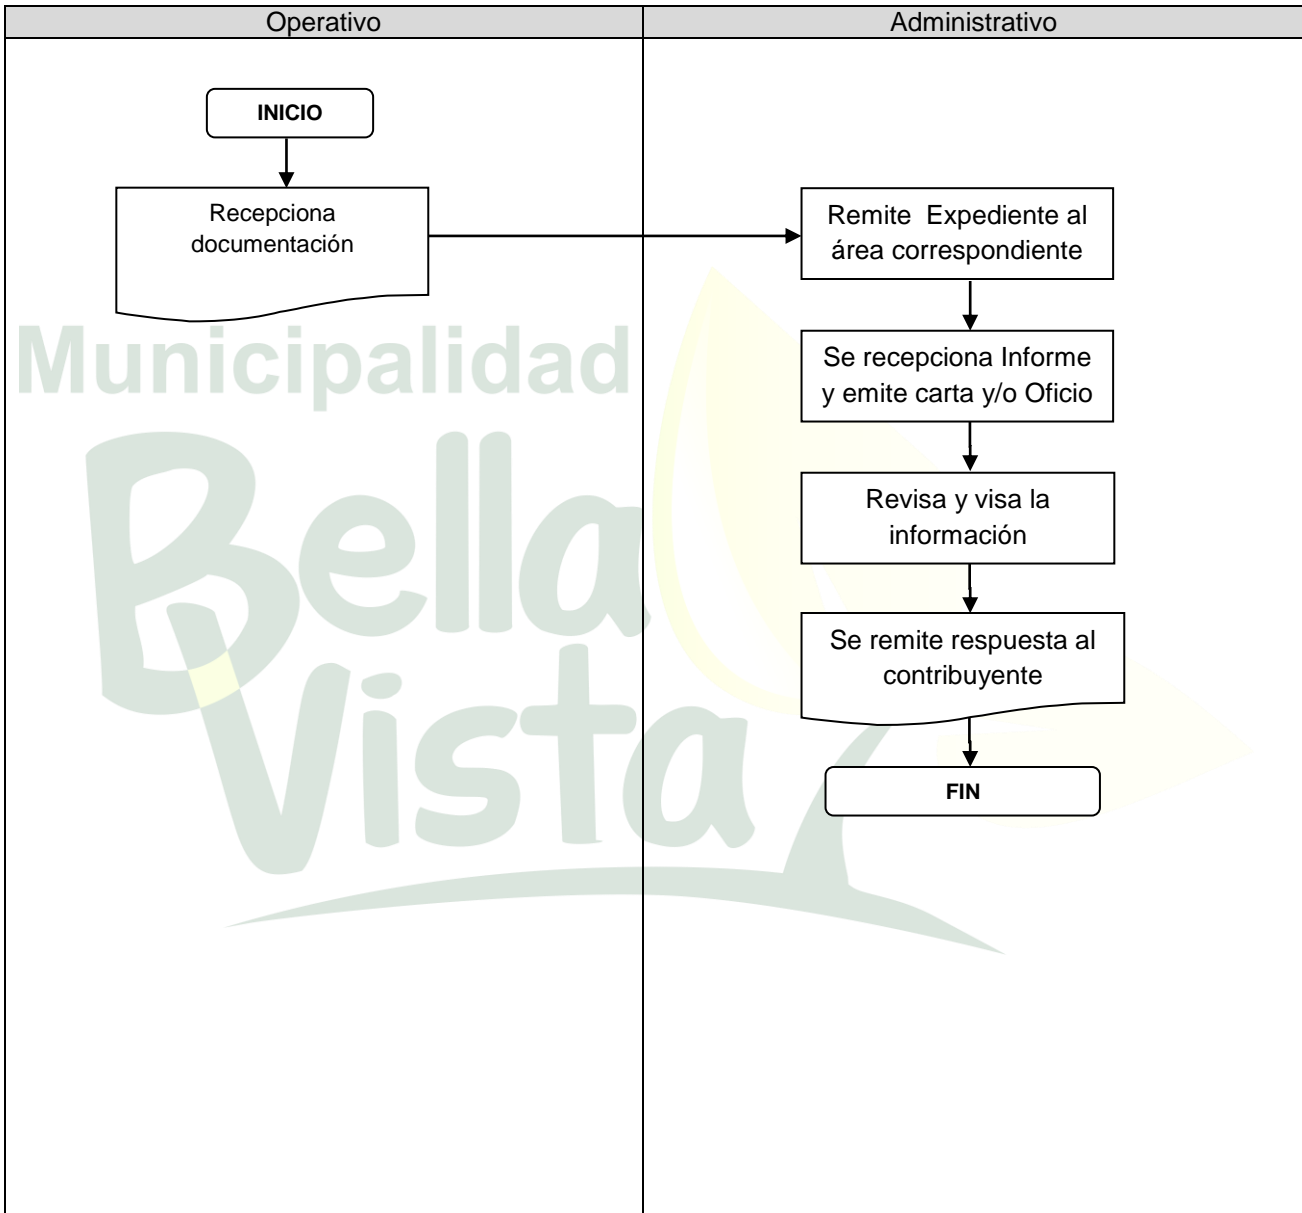 Operativo
Administrativo
INICIO
Recepciona
documentación
Remite  Expediente al
área correspondiente
Se recepciona Informe
y emite carta y/o Oficio
Revisa y visa la
información
Se remite respuesta al
contribuyente
FIN
Municipalidad
Bella
Vista